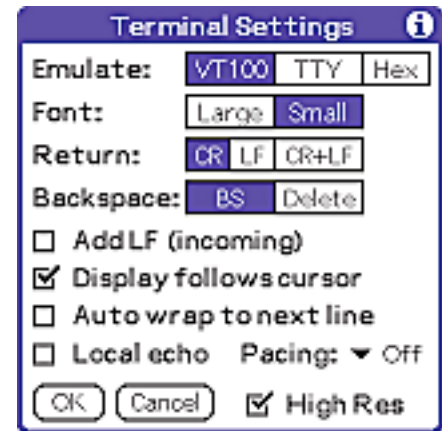 Terminal Settings i
Emulate: VT100 TTY Hex
Font: Large Small
Return: CR LF CR+LF
Backspace: BS Delete
Add LF (incoming)
Display follows cursor
Auto wrap to next line
Local echo Pacing: Off
OK Cancel High Res